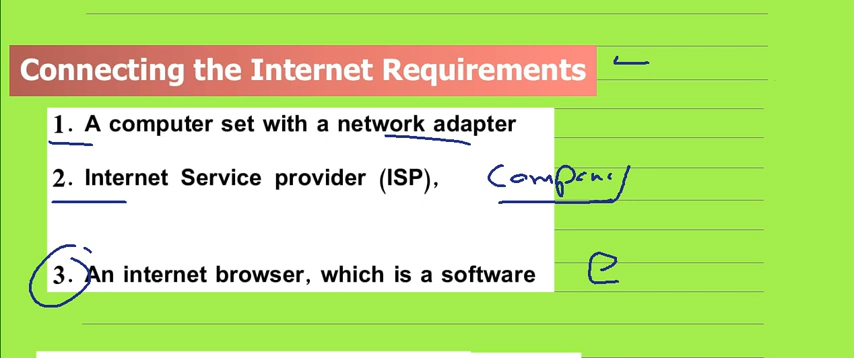 Connecting the Internet Requirements
1. A computer set with a network adapter
2. Internet Service provider (ISP), Company
3. An internet browser, which is a software e